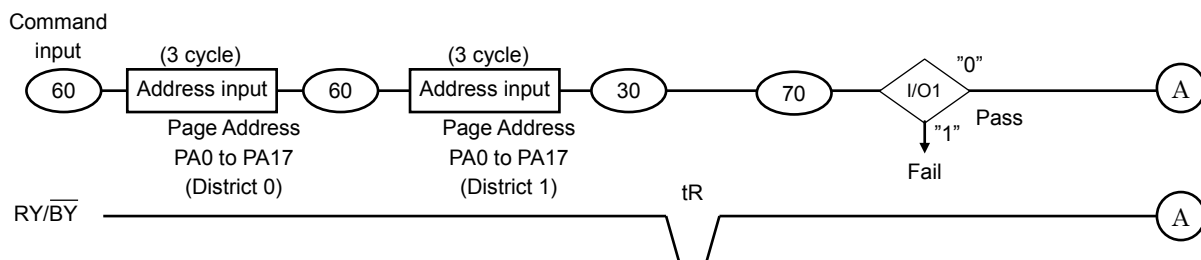 Command
input
(3 cycle)
(3 cycle)
"0"
60
Address input
60
Address input
30
70
I/O1
A
Page Address
PA0 to PA17
(District 0)
Page Address
PA0 to PA17
(District 1)
"1"
Pass
Fail
tR
RY/BY
A